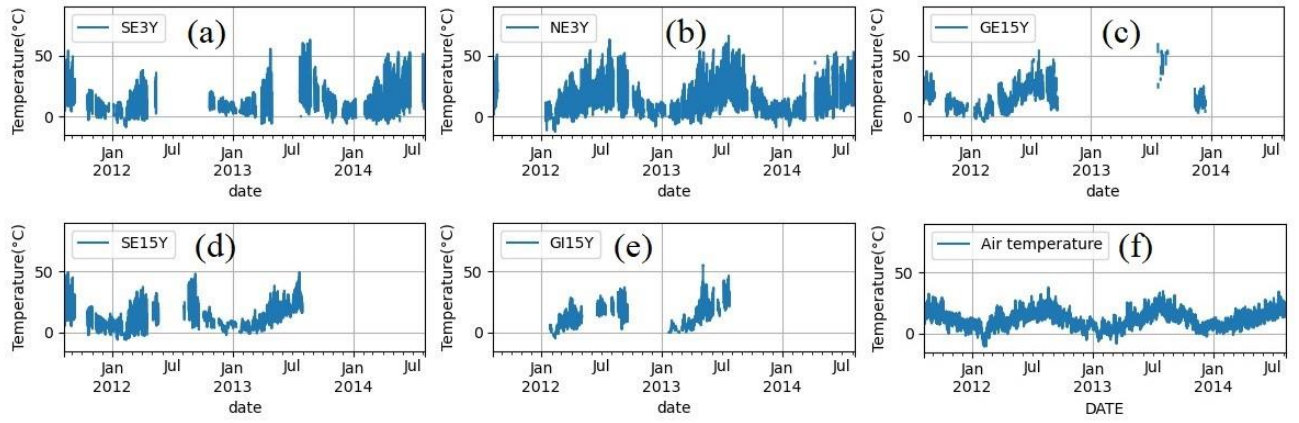 SE3Y (a)
Temperature(°C)
50
0
Jan
2012
Jul
Jan
2013
Jul
Jan
2014
Jul
date
NE3Y (b)
Temperature(°C)
50
0
Jan
2012
Jul
Jan
2013
Jul
Jan
2014
Jul
date
GE15Y (c)
Temperature(°C)
50
0
Jan
2012
Jul
Jan
2013
Jul
Jan
2014
Jul
date
SE15Y (d)
Temperature(°C)
50
0
Jan
2012
Jul
Jan
2013
Jul
Jan
2014
Jul
date
GI15Y (e)
Temperature(°C)
50
0
Jan
2012
Jul
Jan
2013
Jul
Jan
2014
Jul
date
Air temperature (f)
Temperature(°C)
50
0
Jan
2012
Jul
Jan
2013
Jul
Jan
2014
Jul
DATE